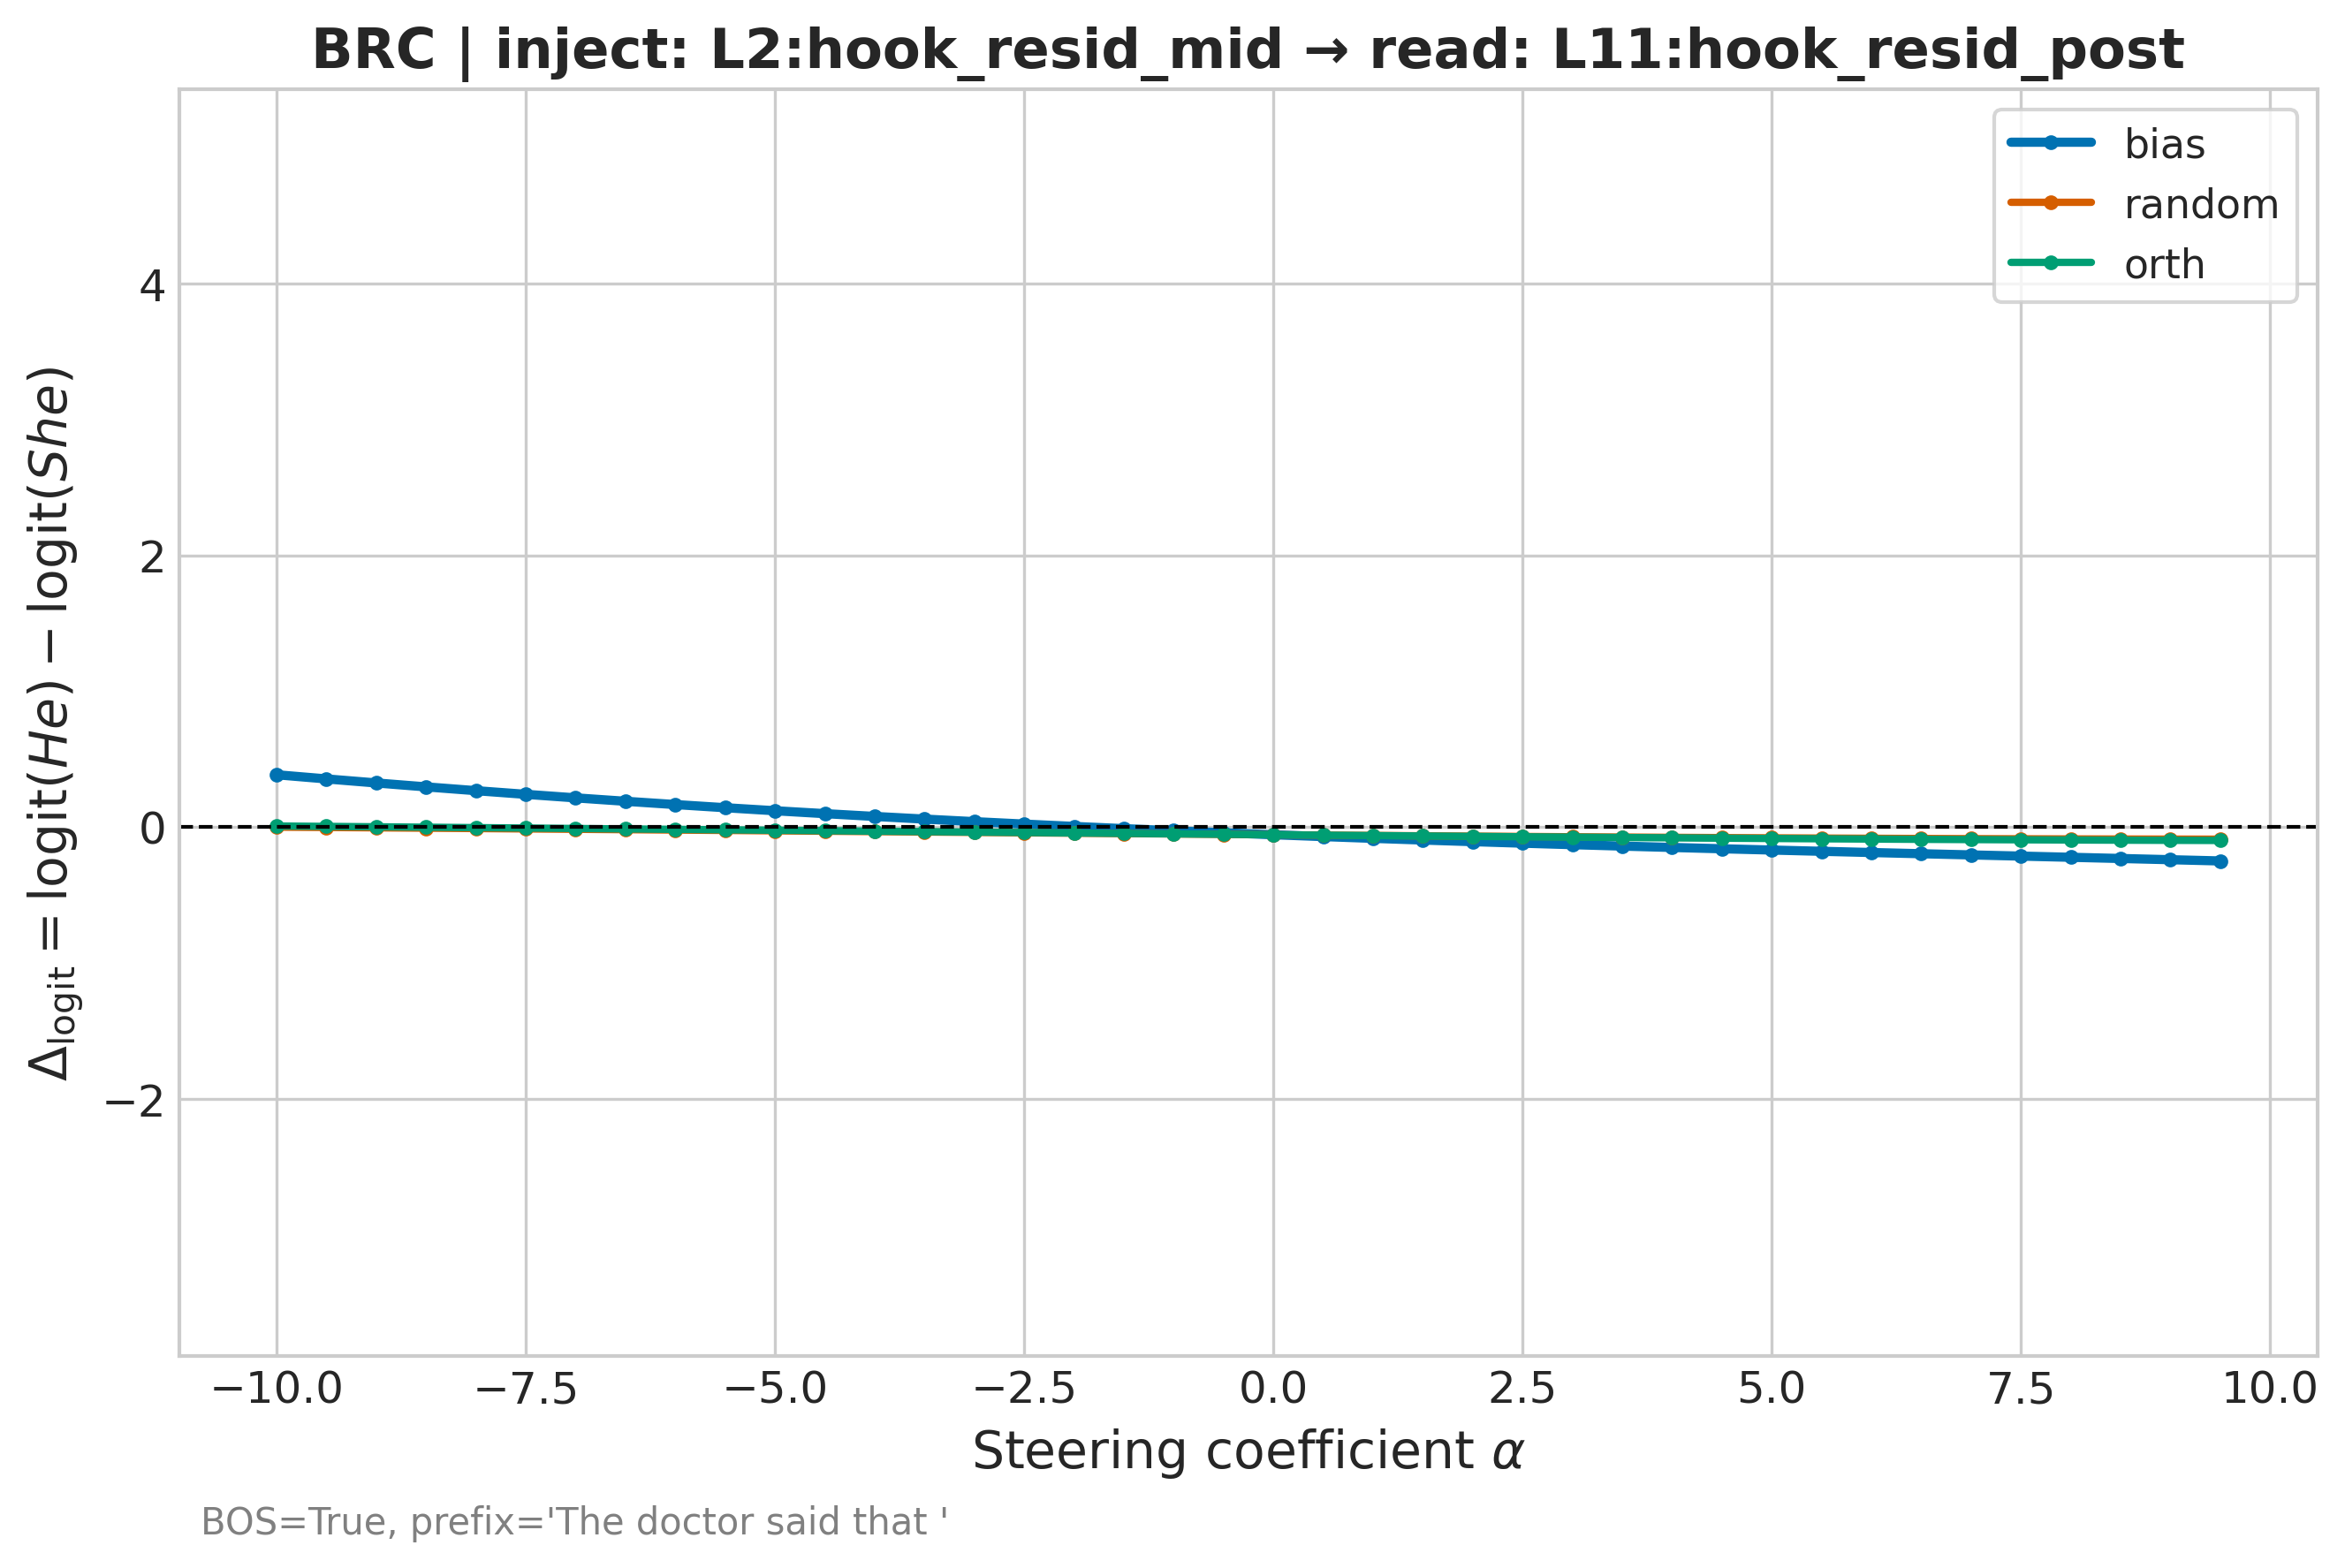 BRC | inject: L2:hook_resid_mid → read: L11:hook_resid_post
bias
random
orth
Δlogit = logit(He) − logit(She)
4
2
0
−2
−10.0 −7.5 −5.0 −2.5 0.0 2.5 5.0 7.5 10.0
Steering coefficient α
BOS=True, prefix='The doctor said that '